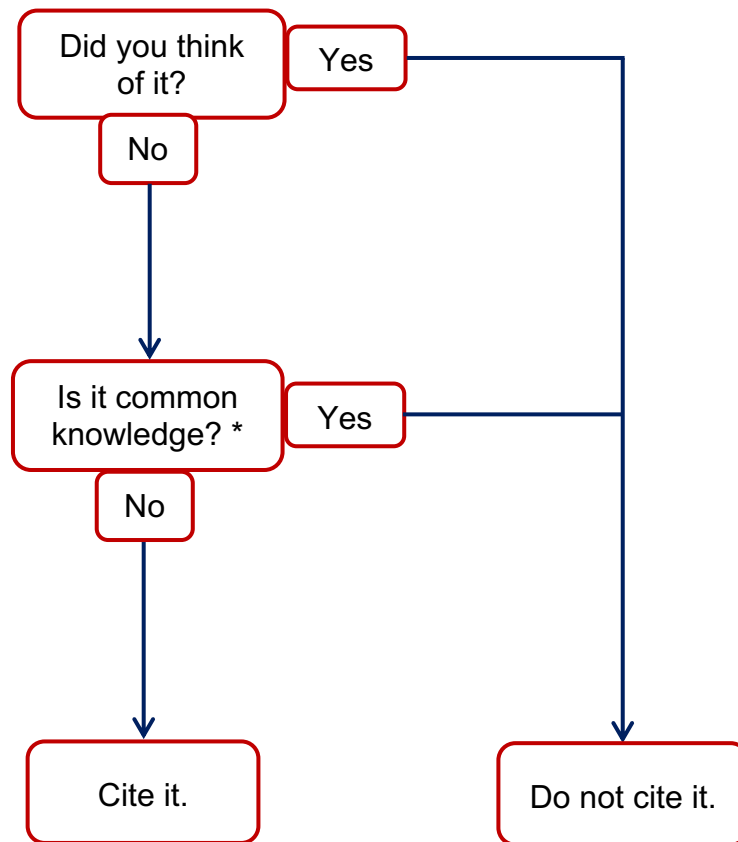 Did you think
of it?
Yes
No
Is it common
knowledge? *
Yes
No
Cite it.
Do not cite it.